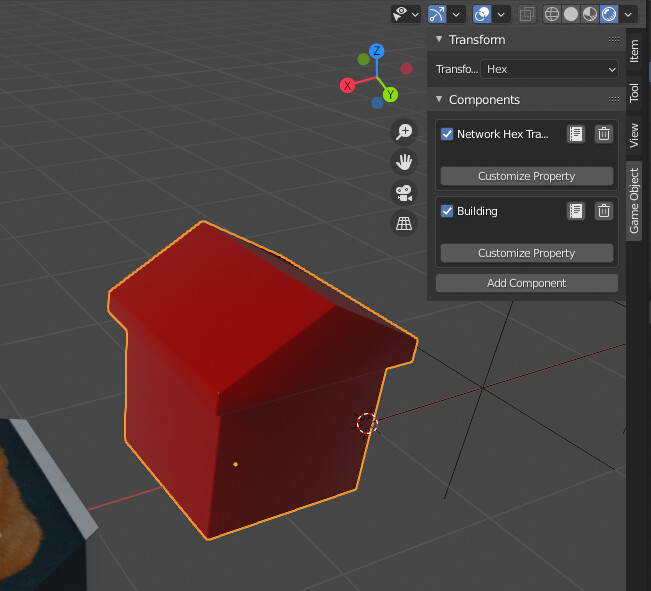 Transform
Transfo... Hex
Components
Network Hex Tra...
Customize Property
Building
Customize Property
Add Component
Item
Tool
View
Game Object
Z
X
Y